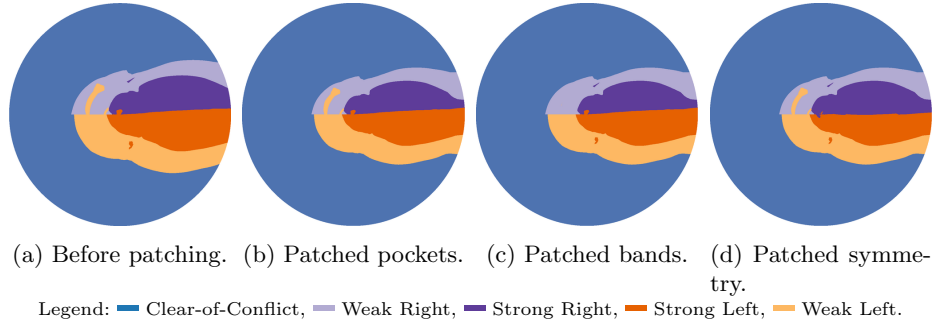 (a) Before patching. (b) Patched pockets. (c) Patched bands. (d) Patched symme-
try.
Legend: Clear-of-Conflict, Weak Right, Strong Right, Strong Left, Weak Left.